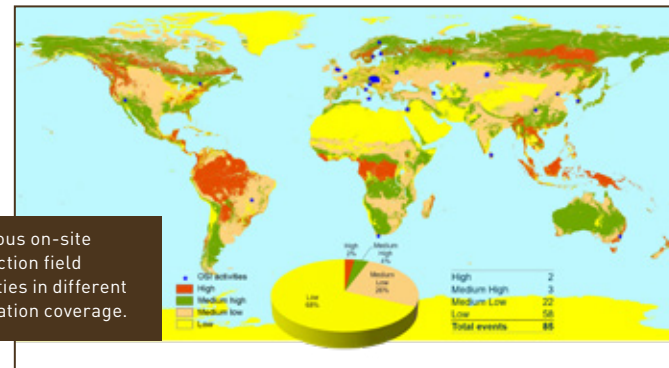 ous on-site
ction field
ties in different
ation coverage.
OSI activities
High
Medium high
Medium low
Low
High
2%
Medium
High
4%
Medium
Low
26%
Low
68%
High 2
Medium High 3
Medium Low 22
Low 58
Total events 85